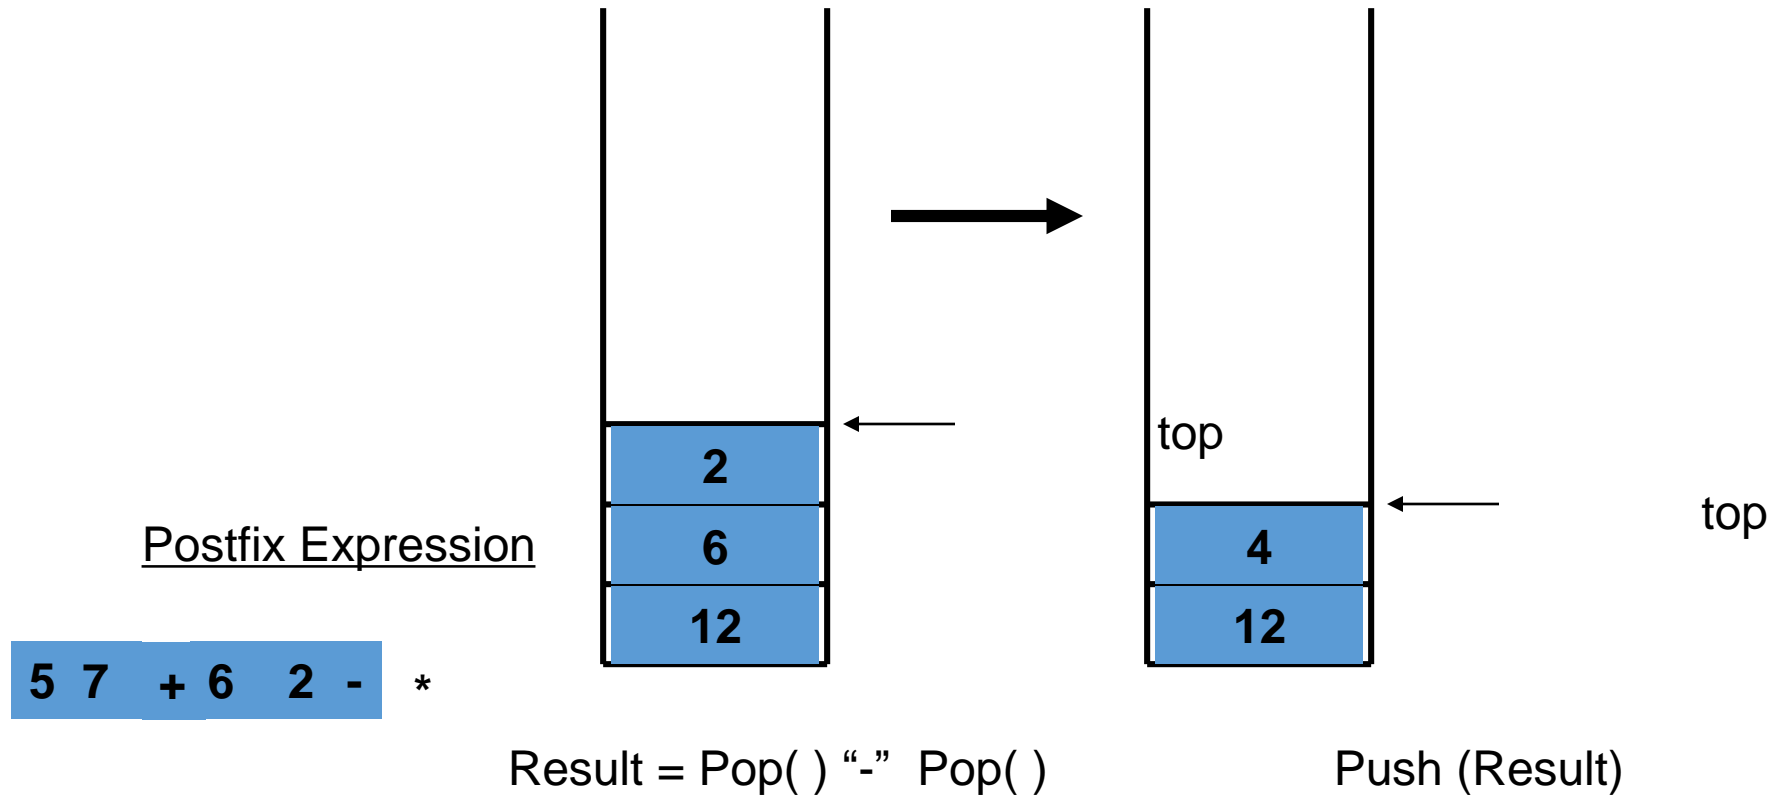 top
2
top
Postfix Expression
6
4
12
12
5 7 + 6 2 - *
Result = Pop( ) “-” Pop( )
Push (Result)